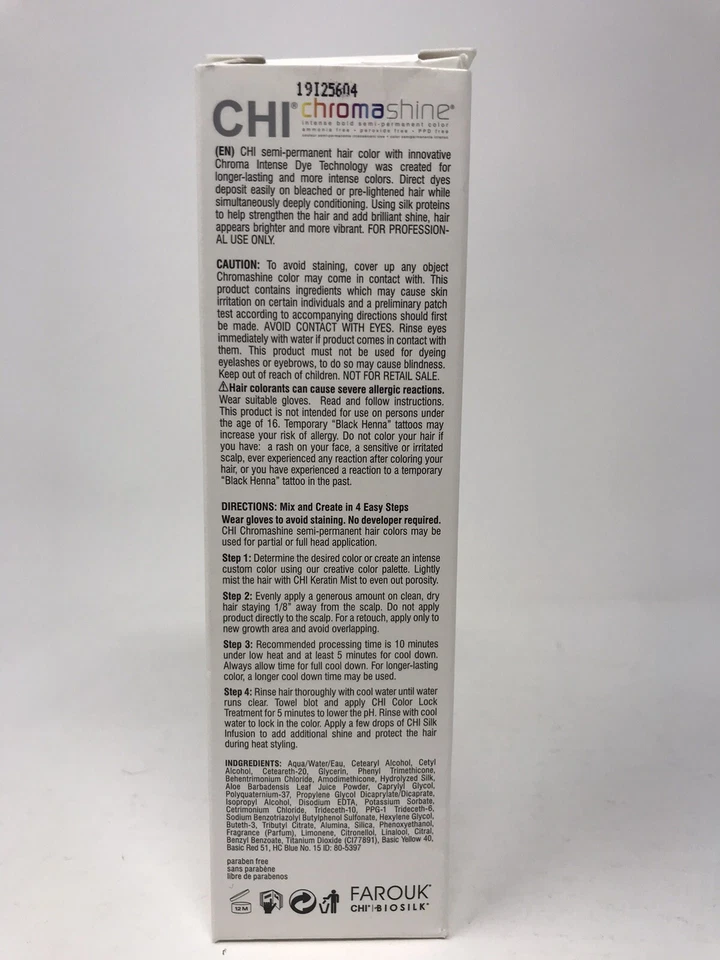 19I25604
CHI® chromashine®
intense bold semi-permanent color
ammonia free • peroxide free • PPD free
(EN) CHI semi-permanent hair color with innovative
Chroma Intense Dye Technology was created for
longer-lasting and more intense colors. Direct dyes
deposit easily on bleached or pre-lightened hair while
simultaneously deeply conditioning. Using silk proteins
to help strengthen the hair and add brilliant shine, hair
appears brighter and more vibrant. FOR PROFESSION-
AL USE ONLY.
CAUTION: To avoid staining, cover up any object
Chromashine color may come in contact with. This
product contains ingredients which may cause skin
irritation on certain individuals and a preliminary patch
test according to accompanying directions should first
be made. AVOID CONTACT WITH EYES. Rinse eyes
immediately with water if product comes in contact with
them. This product must not be used for dyeing
eyelashes or eyebrows, to do so may cause blindness.
Keep out of reach of children. NOT FOR RETAIL SALE.
⚠Hair colorants can cause severe allergic reactions.
Wear suitable gloves. Read and follow instructions.
This product is not intended for use on persons under
the age of 16. Temporary "Black Henna" tattoos may
increase your risk of allergy. Do not color your hair if
you have: a rash on your face, a sensitive or irritated
scalp, ever experienced any reaction after coloring your
hair, or you have experienced a reaction to a temporary
"Black Henna" tattoo in the past.
DIRECTIONS: Mix and Create in 4 Easy Steps
Wear gloves to avoid staining. No developer required.
CHI Chromashine semi-permanent hair colors may be
used for partial or full head application.
Step 1: Determine the desired color or create an intense
custom color using our creative color palette. Lightly
mist the hair with CHI Keratin Mist to even out porosity.
Step 2: Evenly apply a generous amount on clean, dry
hair staying 1/8" away from the scalp. Do not apply
product directly to the scalp. For a retouch, apply only to
new growth area and avoid overlapping.
Step 3: Recommended processing time is 10 minutes
under low heat and at least 5 minutes for cool down.
Always allow time for full cool down. For longer-lasting
color, a longer cool down time may be used.
Step 4: Rinse hair thoroughly with cool water until water
runs clear. Towel blot and apply CHI Color Lock
Treatment for 5 minutes to lower the pH. Rinse with cool
water to lock in the color. Apply a few drops of CHI Silk
Infusion to add additional shine and protect the hair
during heat styling.
INDGREDIENTS: Aqua/Water/Eau, Cetearyl Alcohol, Cetyl
Alcohol, Ceteareth-20, Glycerin, Phenyl Trimethicone,
Behentrimonium Chloride, Amodimethicone, Hydrolyzed Silk,
Aloe Barbadensis Leaf Juice Powder, Caprylyl Glycol,
Polyquaternium-37, Propylene Glycol Dicaprylate/Dicaprate,
Isopropyl Alcohol, Disodium EDTA, Potassium Sorbate,
Cetrimonium Chloride, Trideceth-10, PPG-1 Trideceth-6,
Sodium Benzotriazolyl Butylphenol Sulfonate, Hexylene Glycol,
Buteth-3, Tributyl Citrate, Alumina, Silica, Phenoxyethanol,
Fragrance (Parfum), Limonene, Citronellol, Linalool, Citral,
Benzyl Benzoate, Titanium Dioxide (CI77891), Basic Yellow 40,
Basic Red 51, HC Blue No. 15 ID: 80-5397
paraben free
sans parabène
libre de parabenos
12 M
FAROUK
CHI®|BIOSILK®